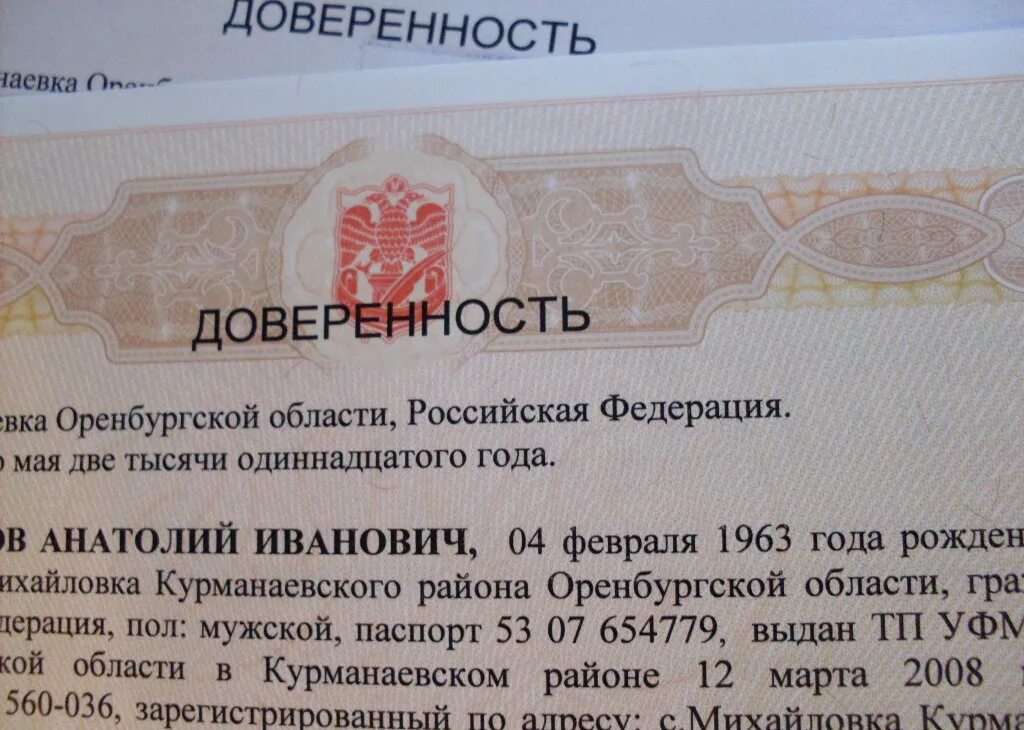 ДОВЕРЕННОСТЬ
наевка
ДОВЕРЕННОСТЬ
евка Оренбургской области, Российская Федерация.
о мая две тысячи одиннадцатого года.
ОВ АНАТОЛИЙ ИВАНОВИЧ, 04 февраля 1963 года рожден
ихайловка Курманаевского района Оренбургской области, граж
дерация, пол: мужской, паспорт 53 07 654779, выдан ТП УФМ
кой области в Курманаевском районе 12 марта 2008
560-036, зарегистрированный по адресу: с.Михайловка Курма